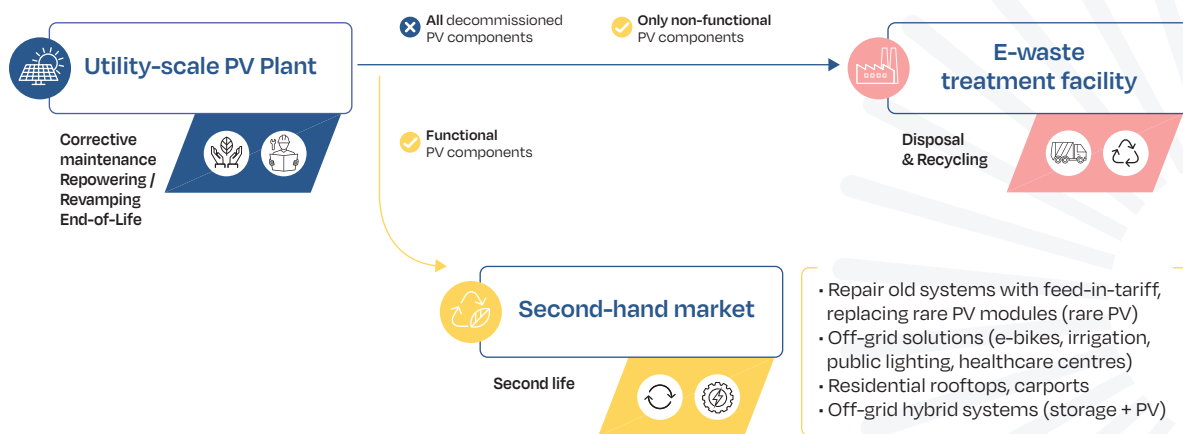 All decommissioned
PV components
Only non-functional
PV components
Utility-scale PV Plant
E-waste
treatment facility
Corrective
maintenance
Repowering /
Revamping
End-of-Life
Functional
PV components
Disposal
& Recycling
Second-hand market
Second life
• Repair old systems with feed-in-tariff,
replacing rare PV modules (rare PV)
• Off-grid solutions (e-bikes, irrigation,
public lighting, healthcare centres)
• Residential rooftops, carports
• Off-grid hybrid systems (storage + PV)